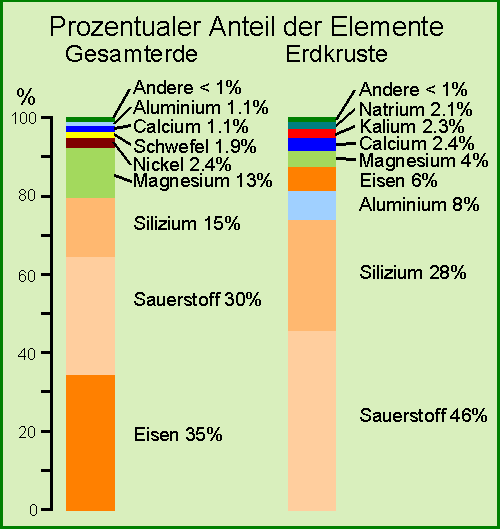 Prozentualer Anteil der Elemente
Gesamterde
Erdkruste
%
100
80
60
40
20
0
Andere < 1%
Aluminium 1.1%
Calcium 1.1%
Schwefel 1.9%
Nickel 2.4%
Magnesium 13%
Silizium 15%
Sauerstoff 30%
Eisen 35%
Andere < 1%
Natrium 2.1%
Kalium 2.3%
Calcium 2.4%
Magnesium 4%
Eisen 6%
Aluminium 8%
Silizium 28%
Sauerstoff 46%